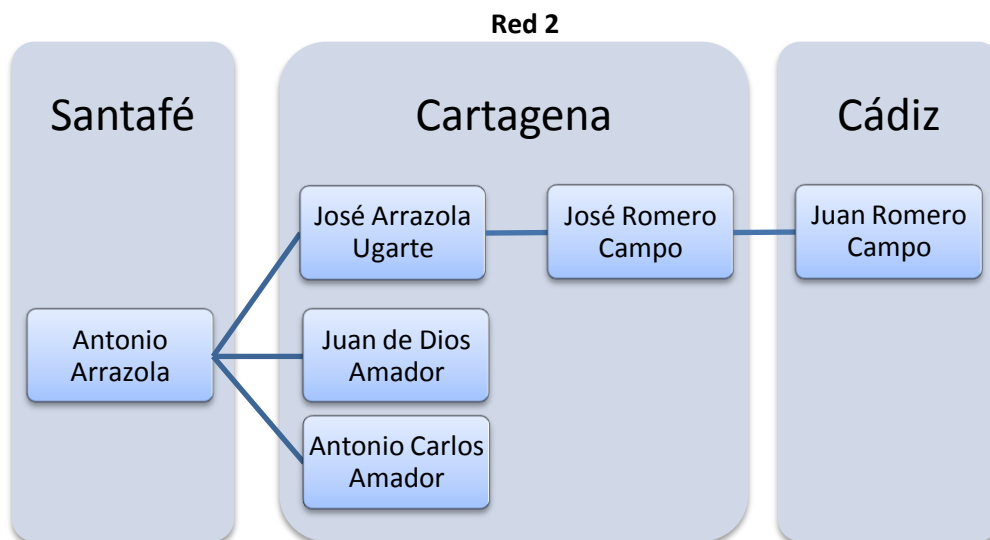 Red 2
Santafé
Cartagena
Cádiz
José Arrazola
Ugarte
José Romero
Campo
Juan Romero
Campo
Antonio
Arrazola
Juan de Dios
Amador
Antonio Carlos
Amador